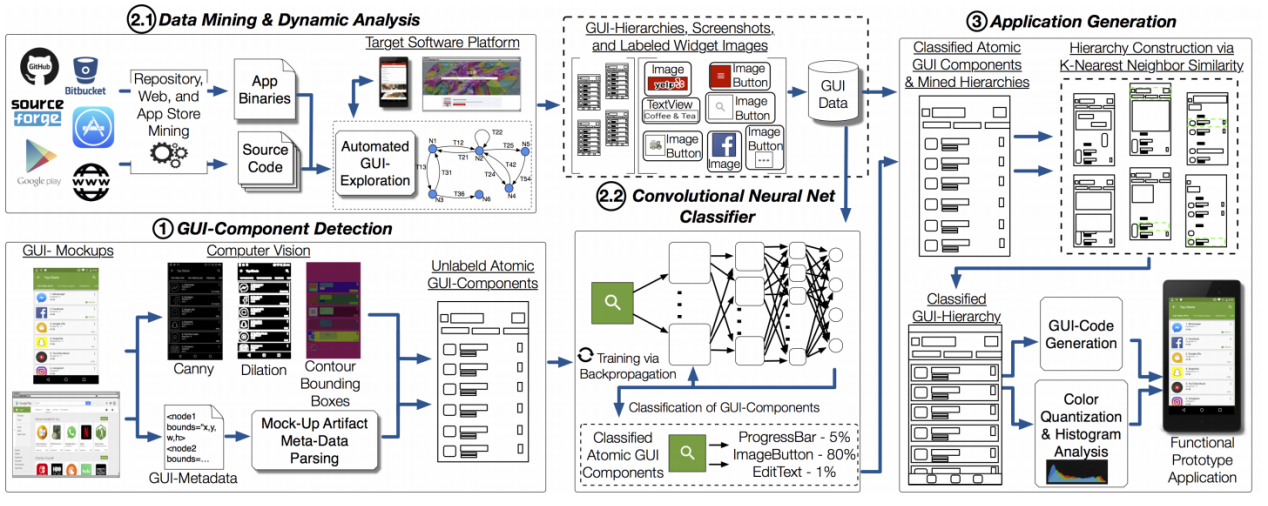 2.1 Data Mining & Dynamic Analysis
GitHub
Bitbucket
source
forge
Google play
WWW
Repository,
Web, and
App Store
Mining
App
Binaries
Source
Code
Target Software Platform
Automated
GUI-
Exploration
T22
T12
T21
T25
N1
N2
N5
T13
T31
T42
T24
T54
T36
N3
N6
N4
GUI-Hierarchies, Screenshots,
and Labeled Widget Images
Image
yelp
Image
Button
TextView
Coffee & Tea
Image
Button
Image
Button
Image
Image
Button
GUI
Data
1 GUI-Component Detection
GUI- Mockups
Computer Vision
Canny
Dilation
Contour
Bounding
Boxes
<node1
bounds="x,y,
w,h>
<node2
bounds=...
GUI-Metadata
Mock-Up Artifact
Meta-Data
Parsing
Unlabeld Atomic
GUI-Components
2.2 Convolutional Neural Net
Classifier
Training via
Backpropagation
Classification of GUI-Components
Classified
Atomic GUI
Components
ProgressBar - 5%
ImageButton - 80%
EditText - 1%
3 Application Generation
Classified Atomic
GUI Components
& Mined Hierarchies
Hierarchy Construction via
K-Nearest Neighbor Similarity
Classified
GUI-Hierarchy
GUI-Code
Generation
Color
Quantization
& Histogram
Analysis
Functional
Prototype
Application